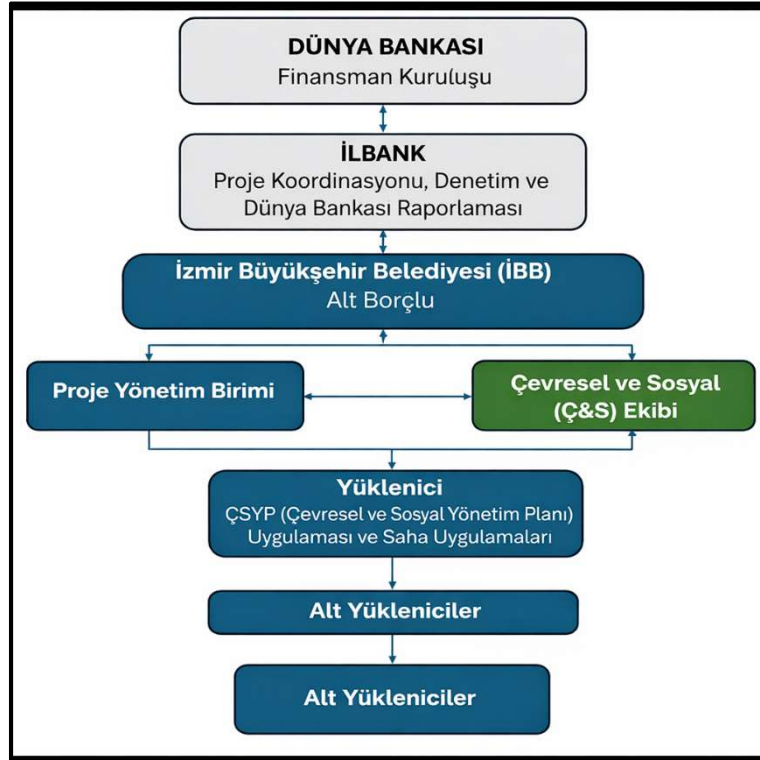 DÜNYA BANKASI
Finansman Kuruluşu
İLBANK
Proje Koordinasyonu, Denetim ve
Dünya Bankası Raporlaması
İzmir Büyükşehir Belediyesi (İBB)
Alt Borçlu
Proje Yönetim Birimi
Çevresel ve Sosyal
(Ç&S) Ekibi
Yüklenici
ÇSYP (Çevresel ve Sosyal Yönetim Planı)
Uygulaması ve Saha Uygulamaları
Alt Yükleniciler
Alt Yükleniciler